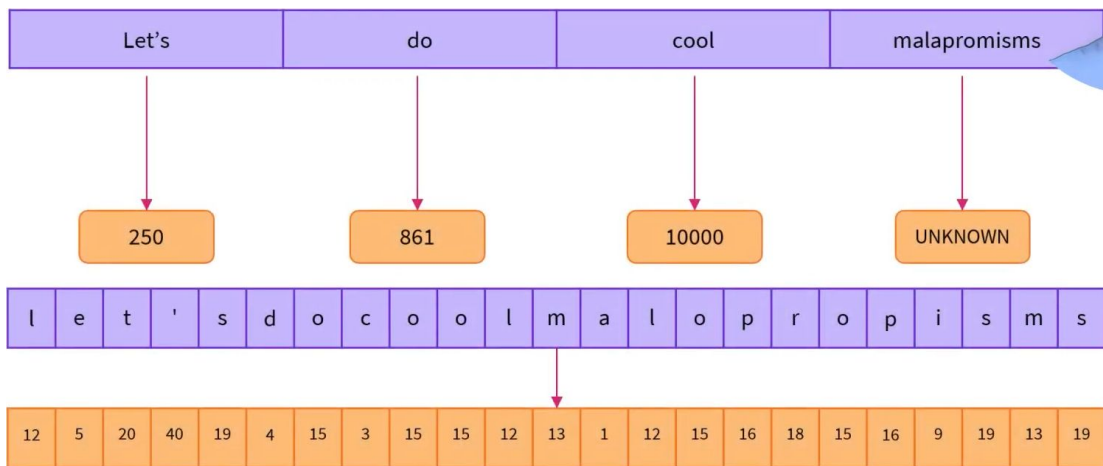 Let’s do cool malapromisms
250 861 10000 UNKNOWN
l e t ' s d o c o o l m a l o p r o p i s m s
12 5 20 40 19 4 15 3 15 15 12 13 1 12 15 16 18 15 16 9 19 13 19